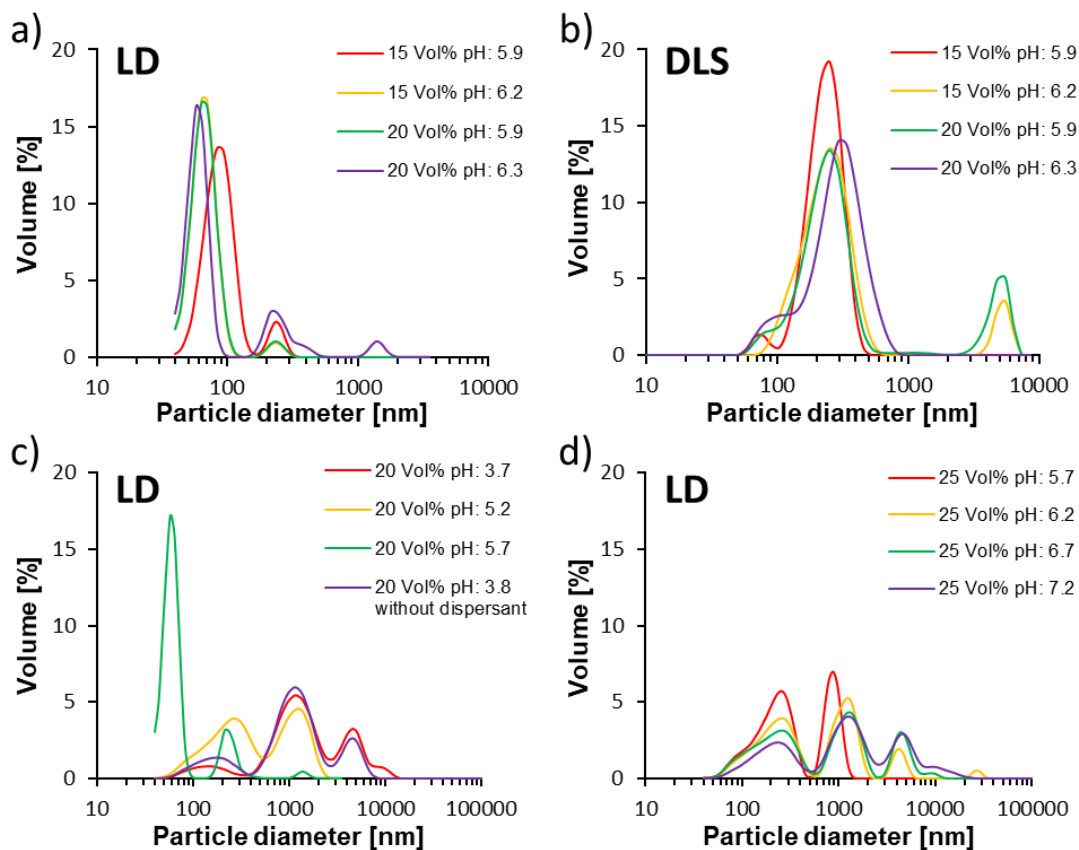 a)
LD
15 Vol% pH: 5.9
15 Vol% pH: 6.2
20 Vol% pH: 5.9
20 Vol% pH: 6.3
Volume [%]
20
15
10
5
0
10
100
1000
10000
Particle diameter [nm]
b)
DLS
15 Vol% pH: 5.9
15 Vol% pH: 6.2
20 Vol% pH: 5.9
20 Vol% pH: 6.3
Volume [%]
20
15
10
5
0
10
100
1000
10000
Particle diameter [nm]
c)
LD
20 Vol% pH: 3.7
20 Vol% pH: 5.2
20 Vol% pH: 5.7
20 Vol% pH: 3.8
without dispersant
Volume [%]
20
15
10
5
0
10
100
1000
10000
100000
Particle diameter [nm]
d)
LD
25 Vol% pH: 5.7
25 Vol% pH: 6.2
25 Vol% pH: 6.7
25 Vol% pH: 7.2
Volume [%]
20
15
10
5
0
10
100
1000
10000
100000
Particle diameter [nm]